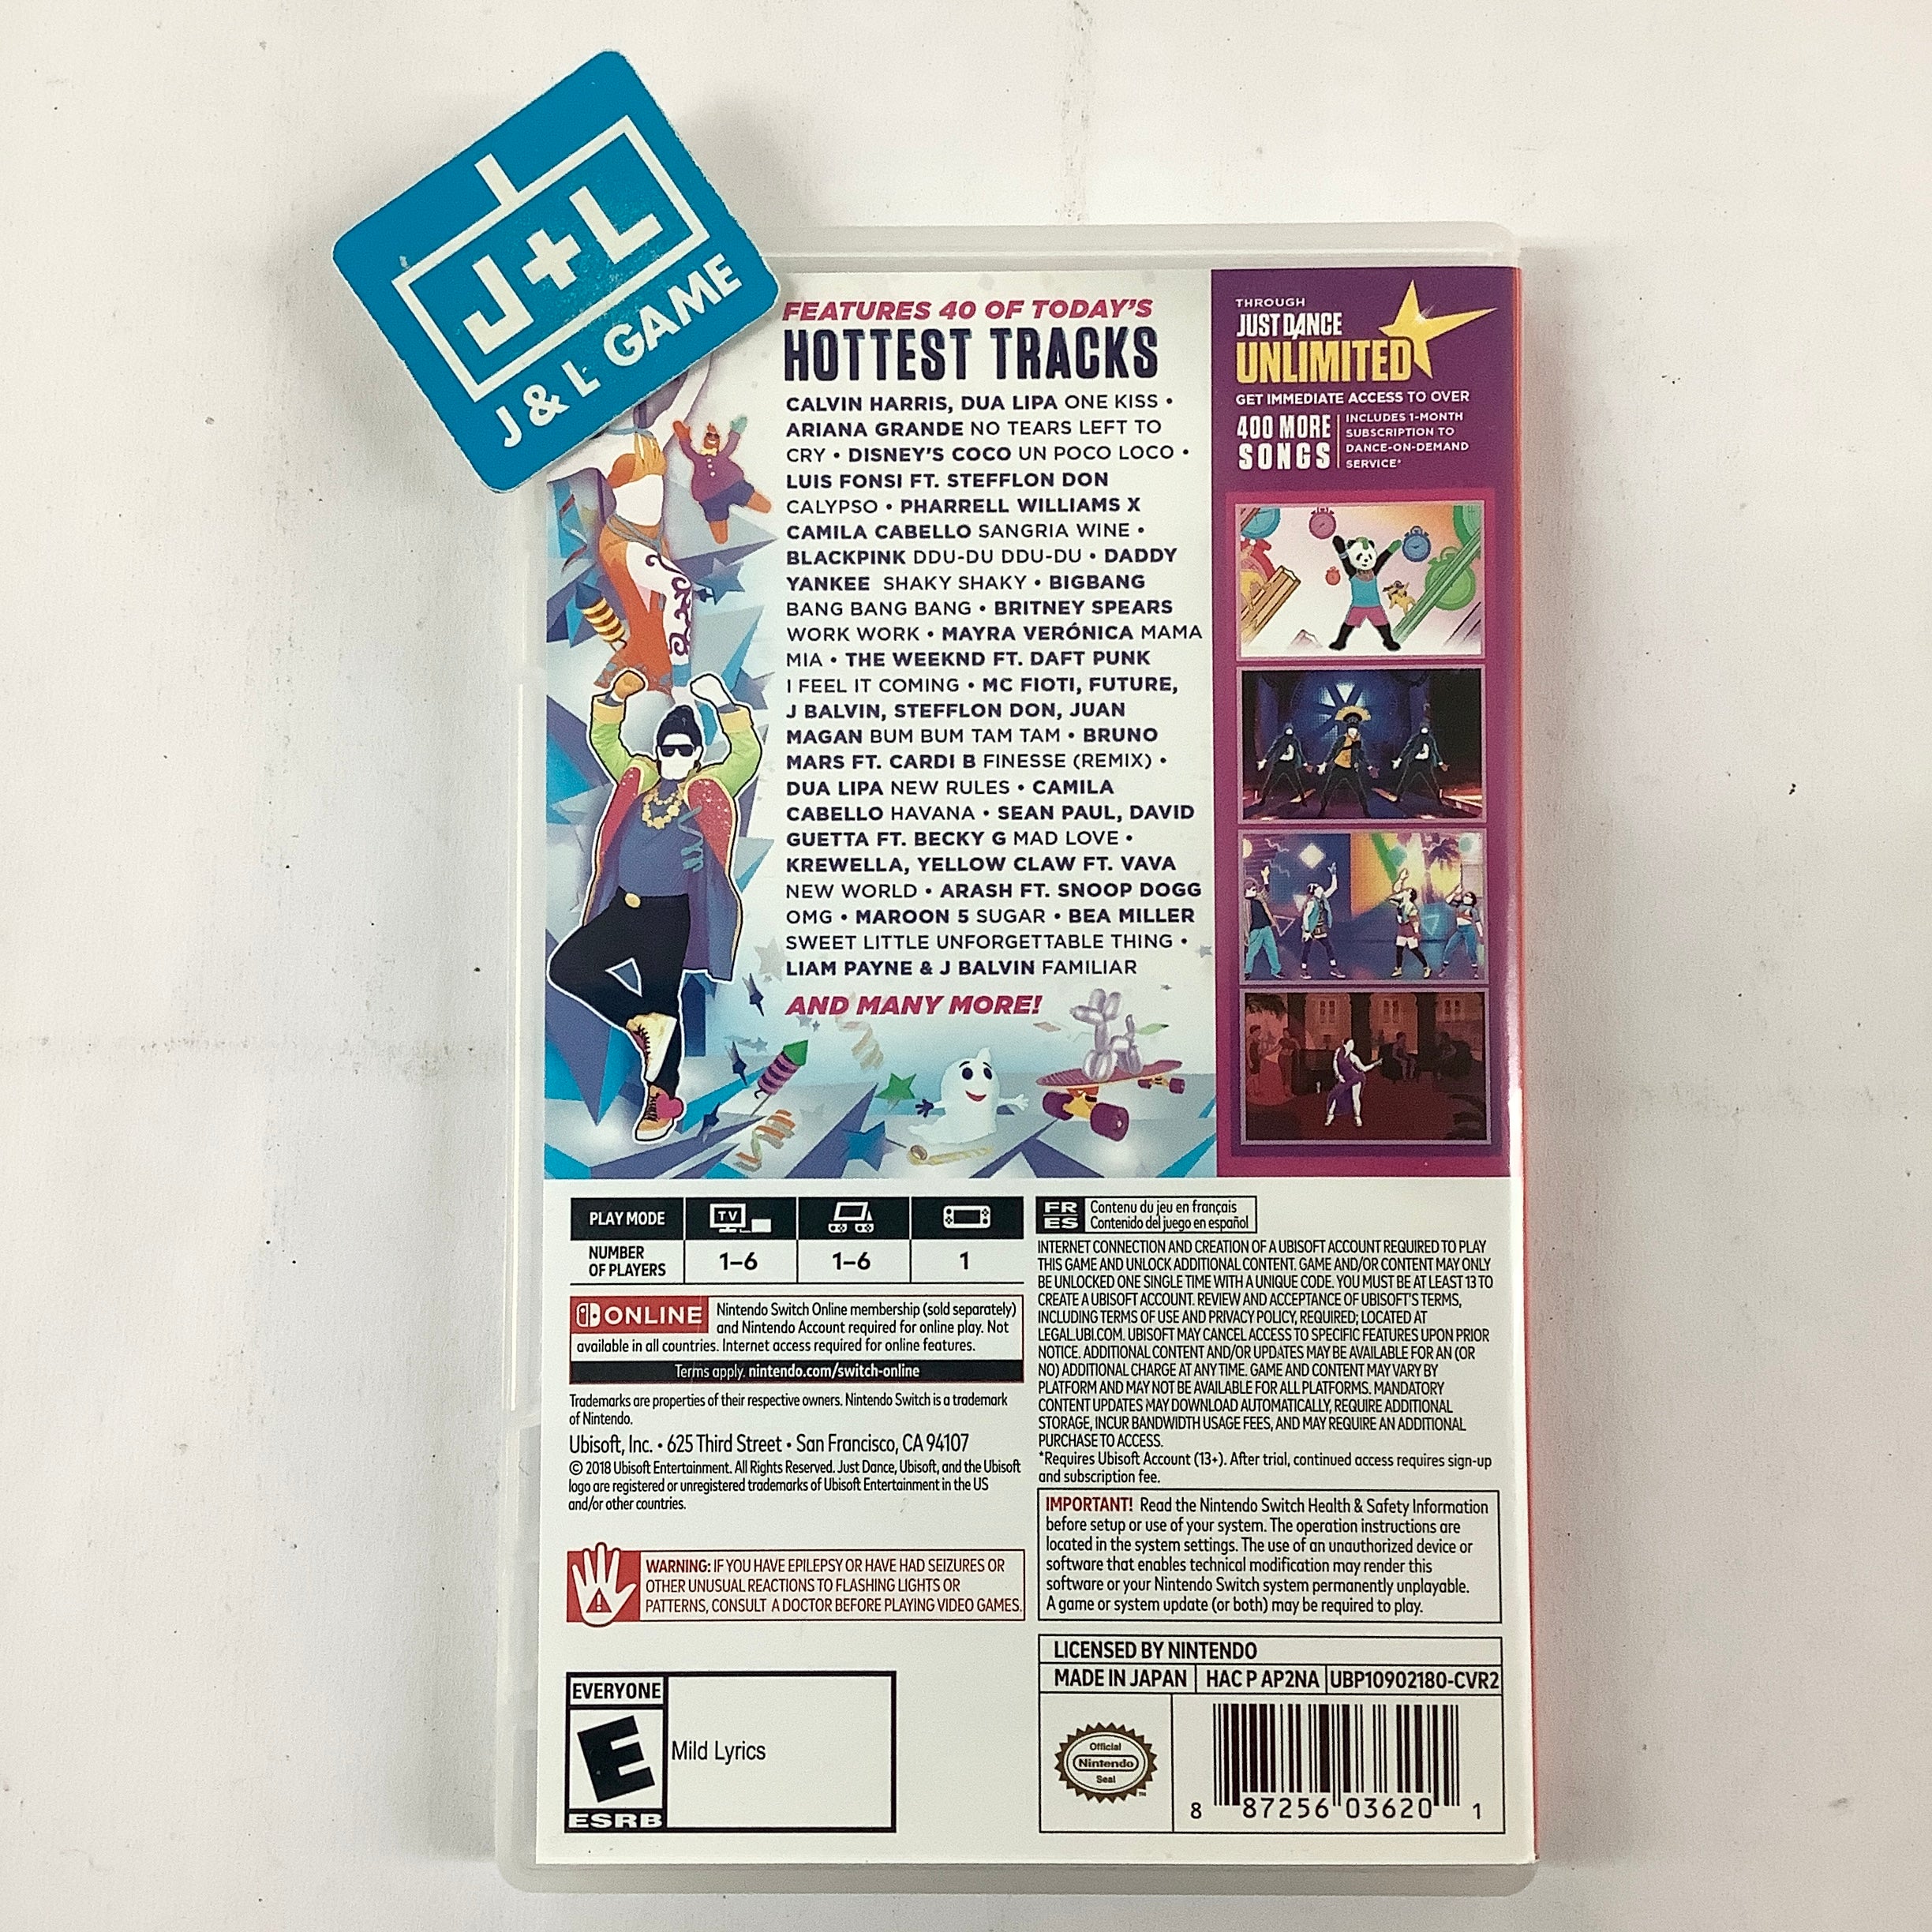 J+L
J & L GAME
FEATURES 40 OF TODAY'S
HOTTEST TRACKS
CALVIN HARRIS, DUA LIPA ONE KISS •
ARIANA GRANDE NO TEARS LEFT TO
CRY • DISNEY'S COCO UN POCO LOCO •
LUIS FONSI FT. STEFFLON DON
CALYPSO • PHARRELL WILLIAMS X
CAMILA CABELLO SANGRIA WINE •
BLACKPINK DDU-DU DDU-DU • DADDY
YANKEE SHAKY SHAKY • BIGBANG
BANG BANG BANG • BRITNEY SPEARS
WORK WORK • MAYRA VERÓNICA MAMA
MIA • THE WEEKND FT. DAFT PUNK
I FEEL IT COMING • MC FIOTI, FUTURE,
J BALVIN, STEFFLON DON, JUAN
MAGAN BUM BUM TAM TAM • BRUNO
MARS FT. CARDI B FINESSE (REMIX) •
DUA LIPA NEW RULES • CAMILA
CABELLO HAVANA • SEAN PAUL, DAVID
GUETTA FT. BECKY G MAD LOVE •
KREWELLA, YELLOW CLAW FT. VAVA
NEW WORLD • ARASH FT. SNOOP DOGG
OMG • MAROON 5 SUGAR • BEA MILLER
SWEET LITTLE UNFORGETTABLE THING •
LIAM PAYNE & J BALVIN FAMILIAR
AND MANY MORE!
THROUGH
JUST DANCE
UNLIMITED
GET IMMEDIATE ACCESS TO OVER
400 MORE
SONGS
INCLUDES 1-MONTH
SUBSCRIPTION TO
DANCE-ON-DEMAND
SERVICE*
PLAY MODE TV
NUMBER
OF PLAYERS
1–6 1–6 1
ONLINE
Nintendo Switch Online membership (sold separately)
and Nintendo Account required for online play. Not
available in all countries. Internet access required for online features.
Terms apply. nintendo.com/switch-online
Trademarks are properties of their respective owners. Nintendo Switch is a trademark
of Nintendo.
Ubisoft, Inc. • 625 Third Street • San Francisco, CA 94107
© 2018 Ubisoft Entertainment. All Rights Reserved. Just Dance, Ubisoft, and the Ubisoft
logo are registered or unregistered trademarks of Ubisoft Entertainment in the US
and/or other countries.
WARNING: IF YOU HAVE EPILEPSY OR HAVE HAD SEIZURES OR
OTHER UNUSUAL REACTIONS TO FLASHING LIGHTS OR
PATTERNS, CONSULT A DOCTOR BEFORE PLAYING VIDEO GAMES.
EVERYONE
E
ESRB
Mild Lyrics
FR Contenu du jeu en français
ES Contenido del juego en español
INTERNET CONNECTION AND CREATION OF A UBISOFT ACCOUNT REQUIRED TO PLAY
THIS GAME AND UNLOCK ADDITIONAL CONTENT. GAME AND/OR CONTENT MAY ONLY
BE UNLOCKED ONE SINGLE TIME WITH A UNIQUE CODE. YOU MUST BE AT LEAST 13 TO
CREATE A UBISOFT ACCOUNT. REVIEW AND ACCEPTANCE OF UBISOFT'S TERMS,
INCLUDING TERMS OF USE AND PRIVACY POLICY, REQUIRED; LOCATED AT
LEGAL.UBI.COM. UBISOFT MAY CANCEL ACCESS TO SPECIFIC FEATURES UPON PRIOR
NOTICE. ADDITIONAL CONTENT AND/OR UPDATES MAY BE AVAILABLE FOR AN (OR
NO) ADDITIONAL CHARGE AT ANY TIME. GAME AND CONTENT MAY VARY BY
PLATFORM AND MAY NOT BE AVAILABLE FOR ALL PLATFORMS. MANDATORY
CONTENT UPDATES MAY DOWNLOAD AUTOMATICALLY, REQUIRE ADDITIONAL
STORAGE, INCUR BANDWIDTH USAGE FEES, AND MAY REQUIRE AN ADDITIONAL
PURCHASE TO ACCESS.
*Requires Ubisoft Account (13+). After trial, continued access requires sign-up
and subscription fee.
IMPORTANT! Read the Nintendo Switch Health & Safety Information
before setup or use of your system. The operation instructions are
located in the system settings. The use of an unauthorized device or
software that enables technical modification may render this
software or your Nintendo Switch system permanently unplayable.
A game or system update (or both) may be required to play.
LICENSED BY NINTENDO
MADE IN JAPAN HAC P AP2NA UBP10902180-CVR2
Official
Nintendo
Seal
TM
8 87256 03620 1